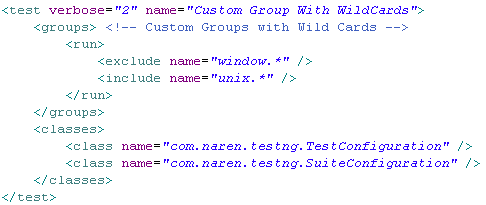 <test verbose="2" name="Custom Group With WildCards">
<groups> <!-- Custom Groups with Wild Cards -->
<run>
<exclude name="window.*" />
<include name="unix.*" />
</run>
</groups>
<classes>
<class name="com.naren.testng.TestConfiguration" />
<class name="com.naren.testng.SuiteConfiguration" />
</classes>
</test>